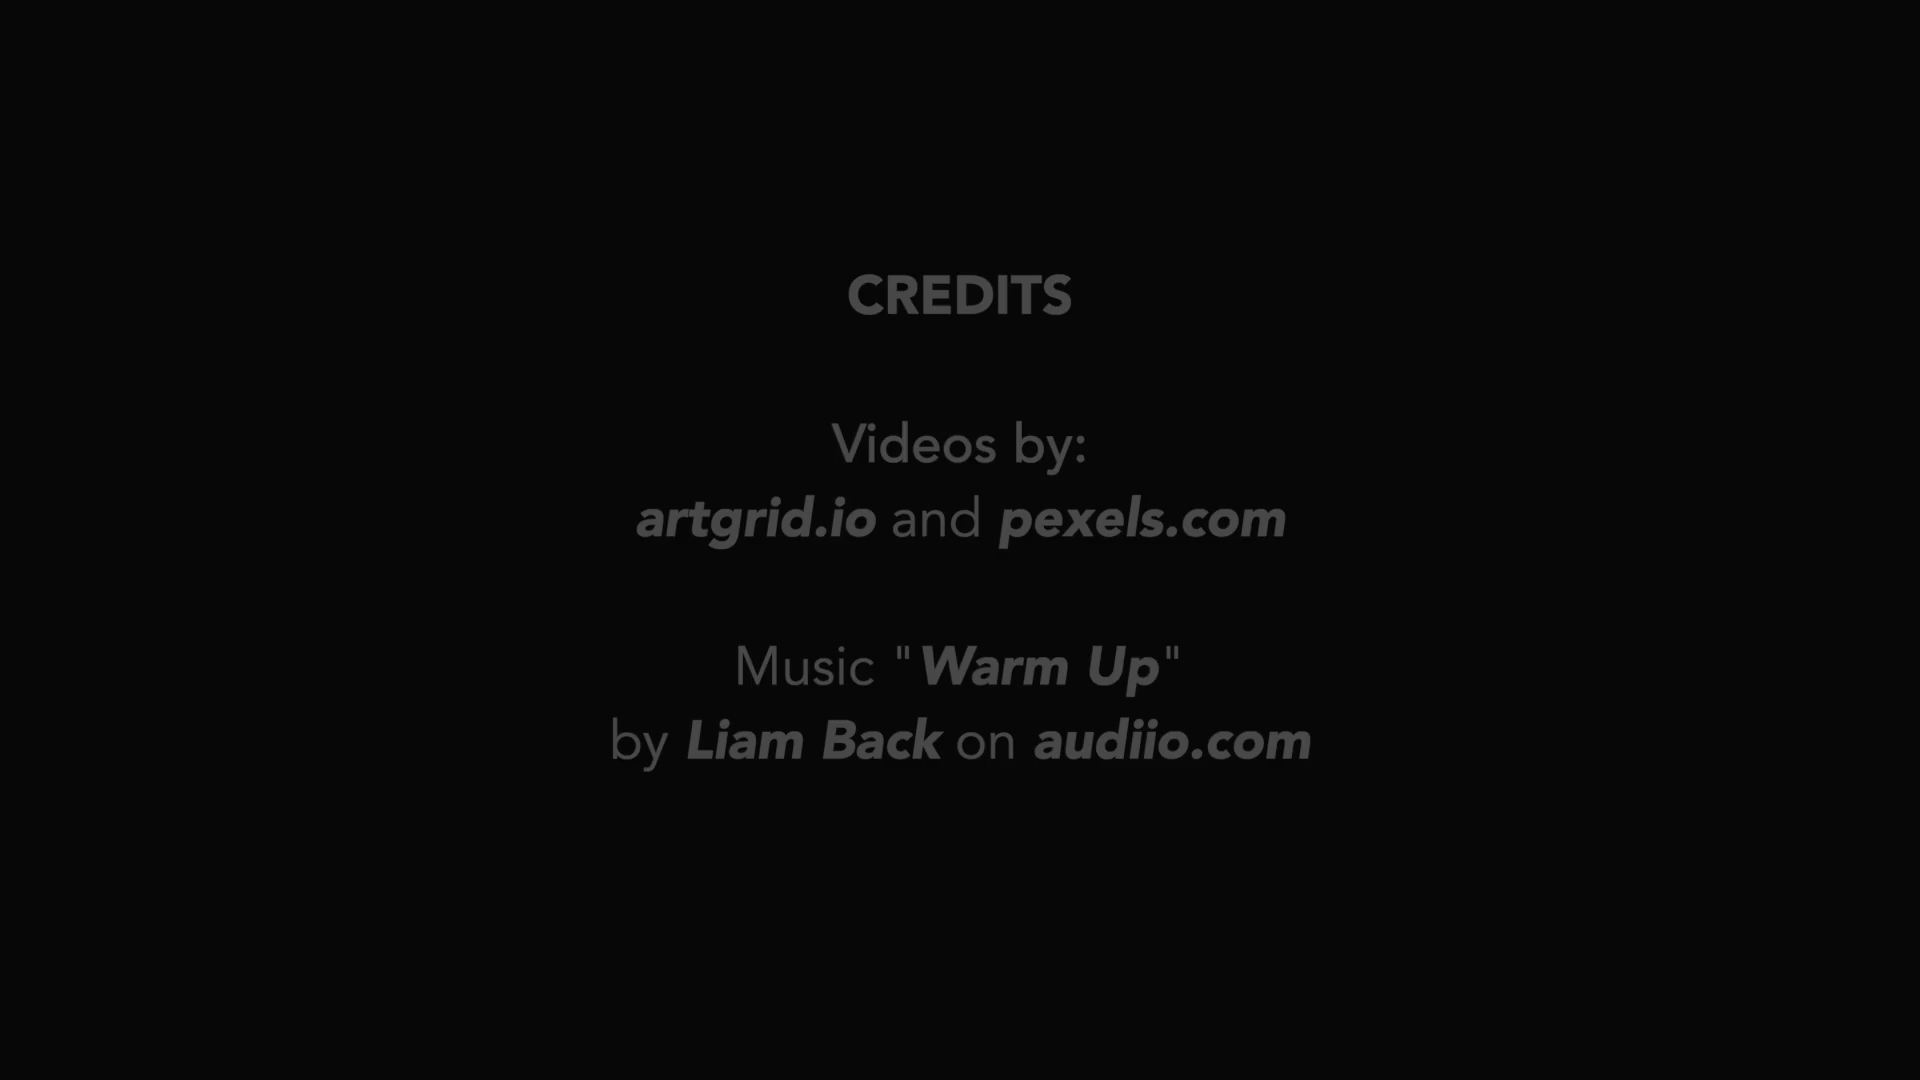 CREDITS
Videos by:
artgrid.io and pexels.com
Music "Warm Up"
by Liam Back on audiio.com